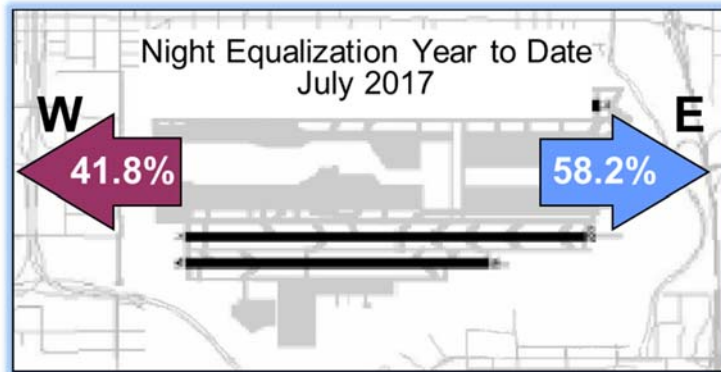 Night Equalization Year to Date
July 2017
W
E
41.8%
58.2%